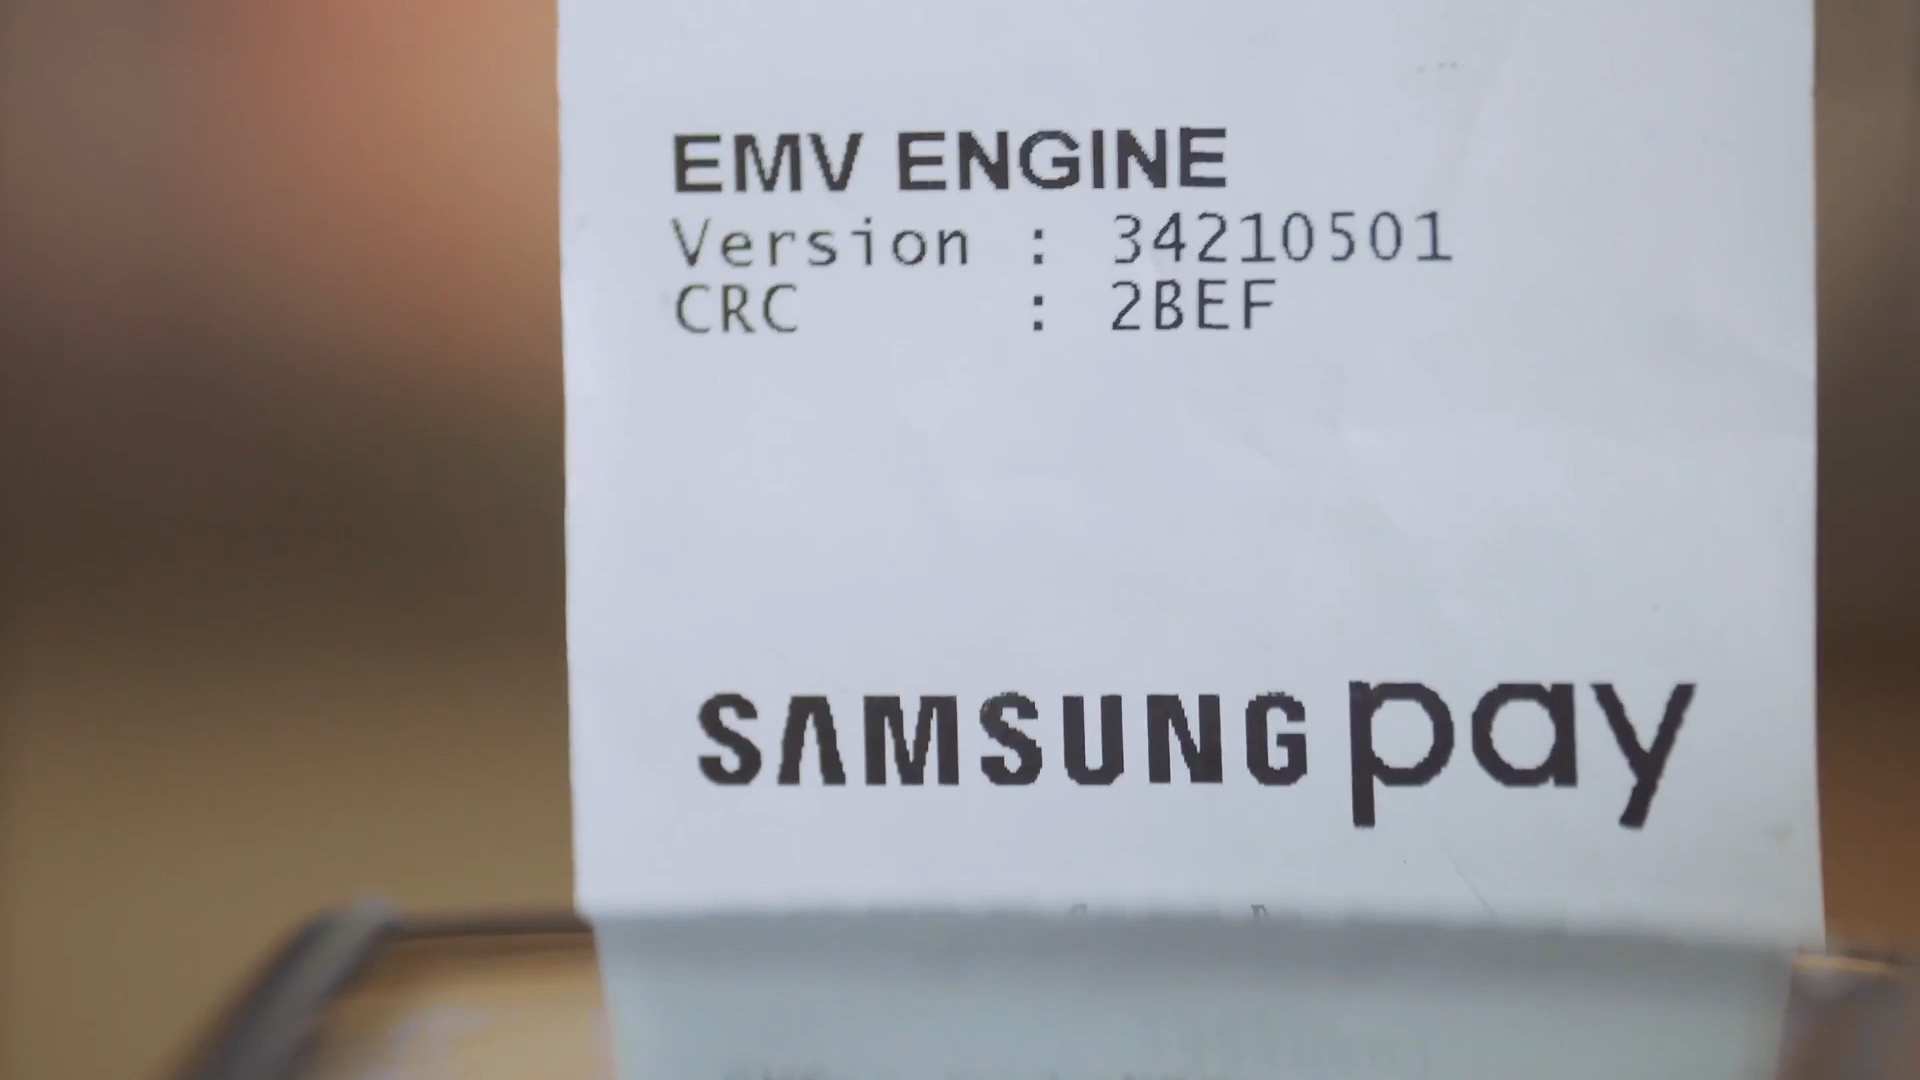 EMV ENGINE
Version : 34210501
CRC : 2BEF
SAMSUNG pay